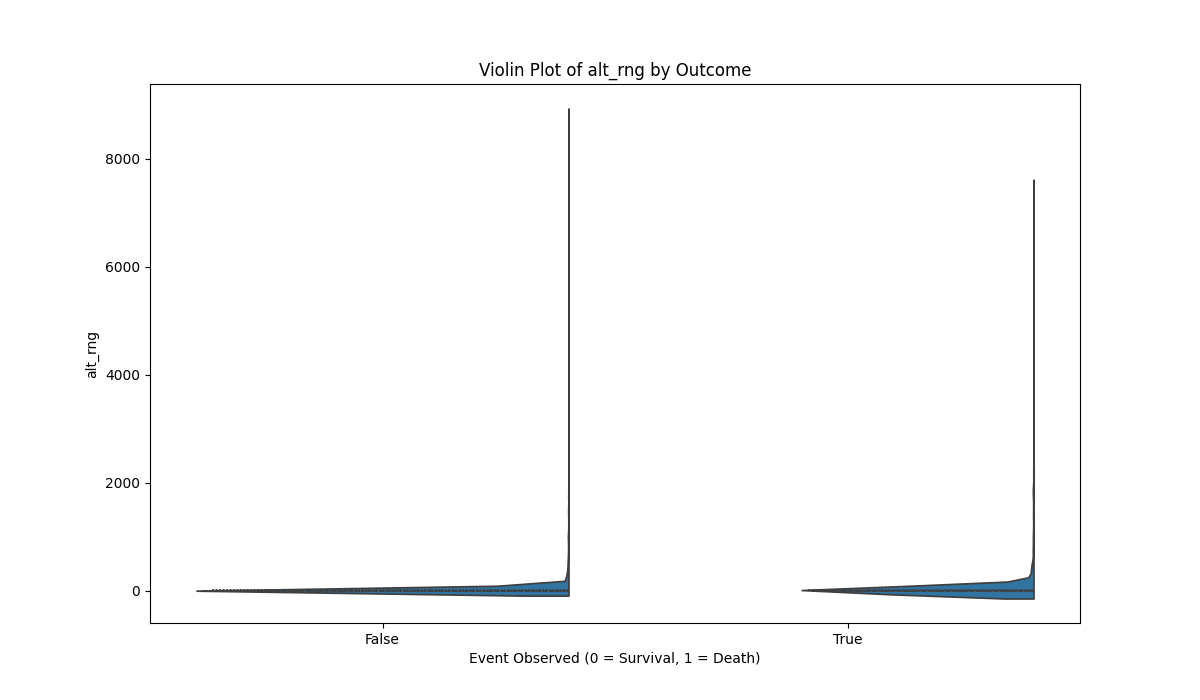 Violin Plot of alt_rng by Outcome
8000
6000
4000
2000
0
alt_rng
False
True
Event Observed (0 = Survival, 1 = Death)